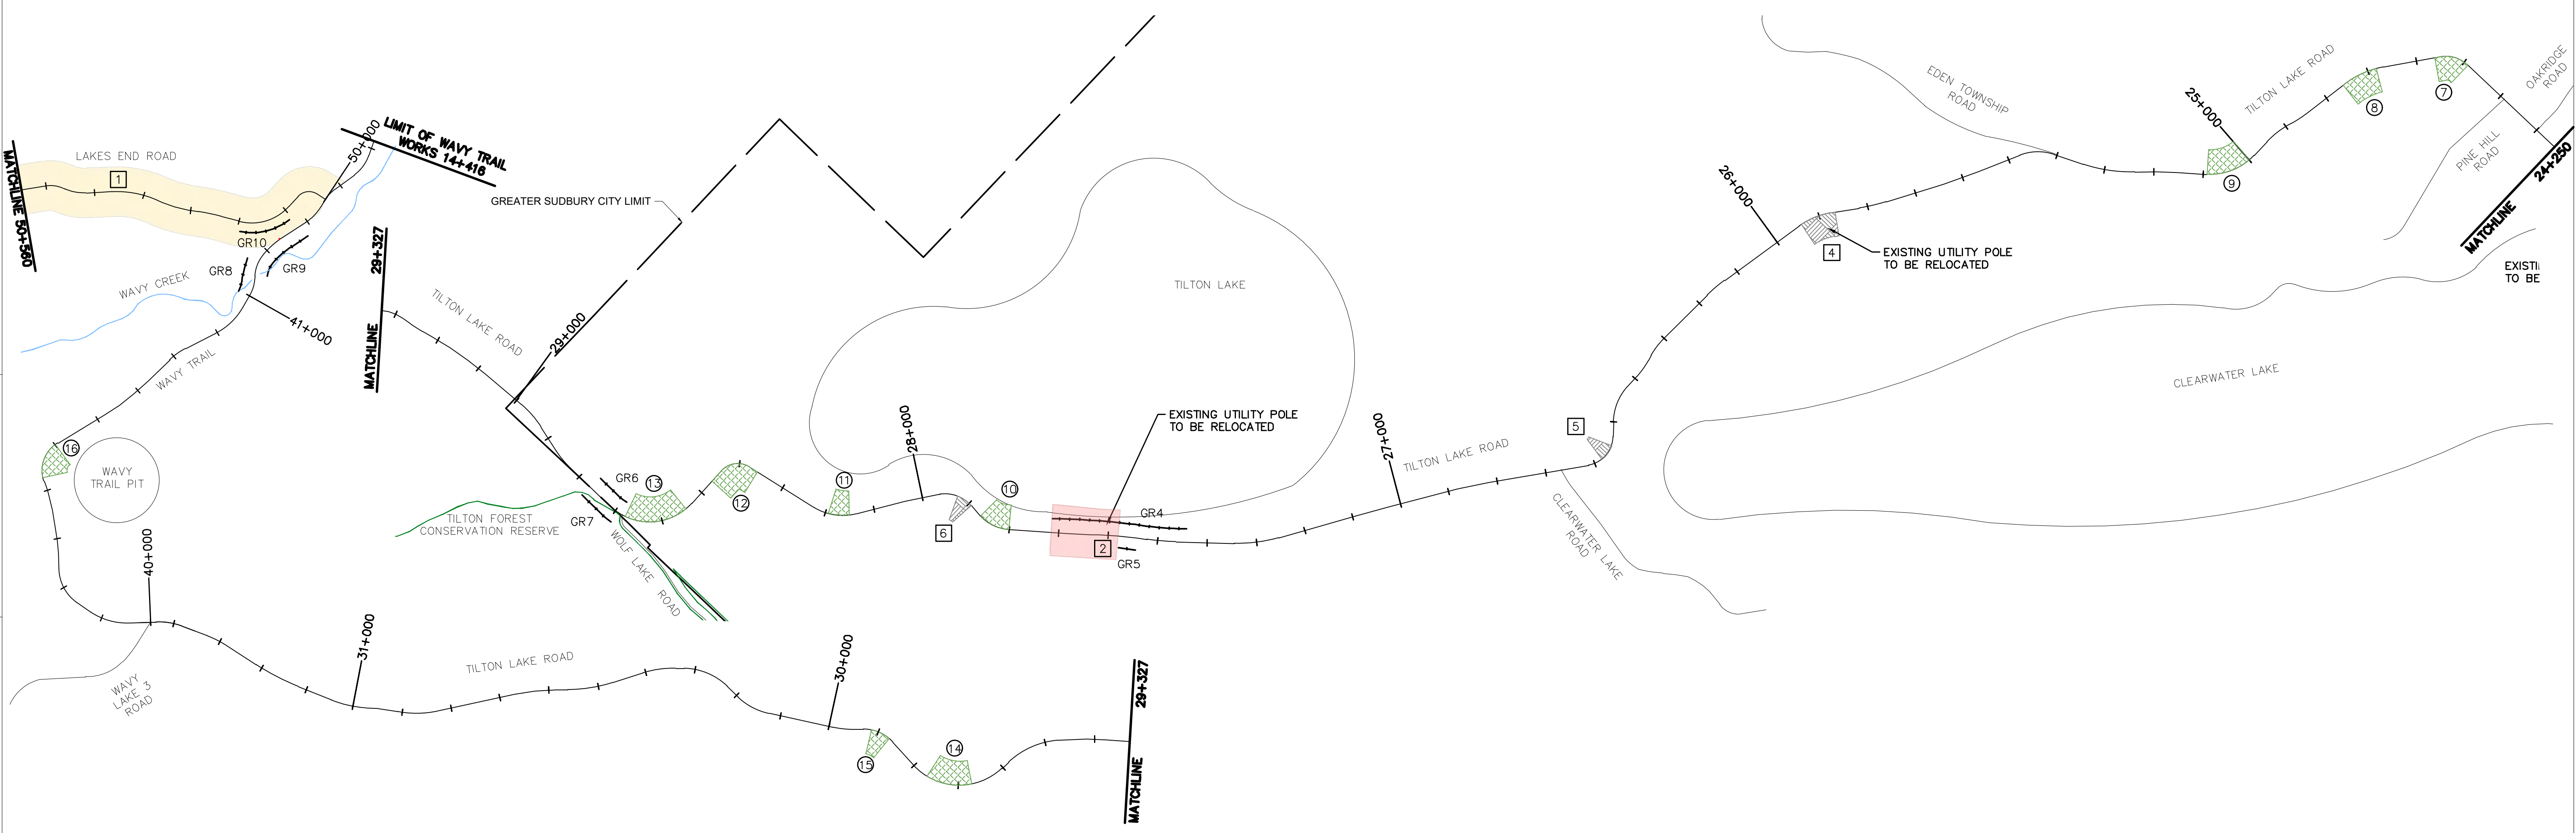 LIMIT OF WAVY TRAIL
WORKS 14+416
50+000
LAKES END ROAD
MATCHLINE 50+560
1
GREATER SUDBURY CITY LIMIT
GR10
GR8
GR9
WAVY CREEK
41+000
WAVY TRAIL
16
WAVY
TRAIL PIT
40+000
WAVY
LAKE 3
ROAD
31+000
TILTON LAKE ROAD
30+000
15
14
MATCHLINE 29+327
MATCHLINE 29+327
TILTON LAKE ROAD
29+000
GR6
GR7
13
TILTON FOREST
CONSERVATION RESERVE
WOLF LAKE ROAD
12
11
28+000
6
10
TILTON LAKE
EXISTING UTILITY POLE
TO BE RELOCATED
GR4
2
GR5
27+000
TILTON LAKE ROAD
5
CLEARWATER LAKE
ROAD
26+000
4
EXISTING UTILITY POLE
TO BE RELOCATED
EDEN TOWNSHIP
ROAD
25+000
9
TILTON LAKE ROAD
8
7
OAKRIDGE
ROAD
PINE HILL
ROAD
MATCHLINE 24+250
EXISTI
TO BE
CLEARWATER LAKE